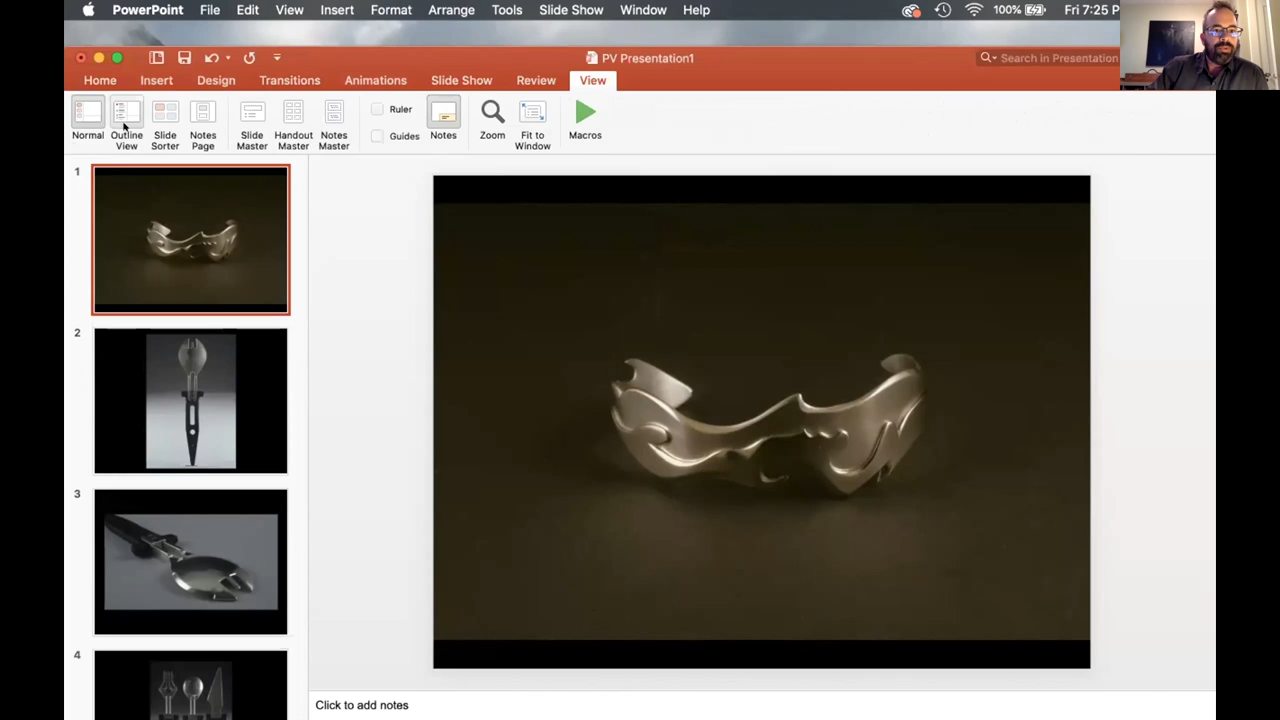 PowerPoint File Edit View Insert Format Arrange Tools Slide Show Window Help 100% Fri 7:25 P
PV Presentation1 Search in Presentation
Home Insert Design Transitions Animations Slide Show Review View
Normal
Outline View
Slide Sorter
Notes Page
Slide Master
Handout Master
Notes Master
Ruler
Guides
Notes
Zoom
Fit to Window
Macros
1
2
3
4
Click to add notes